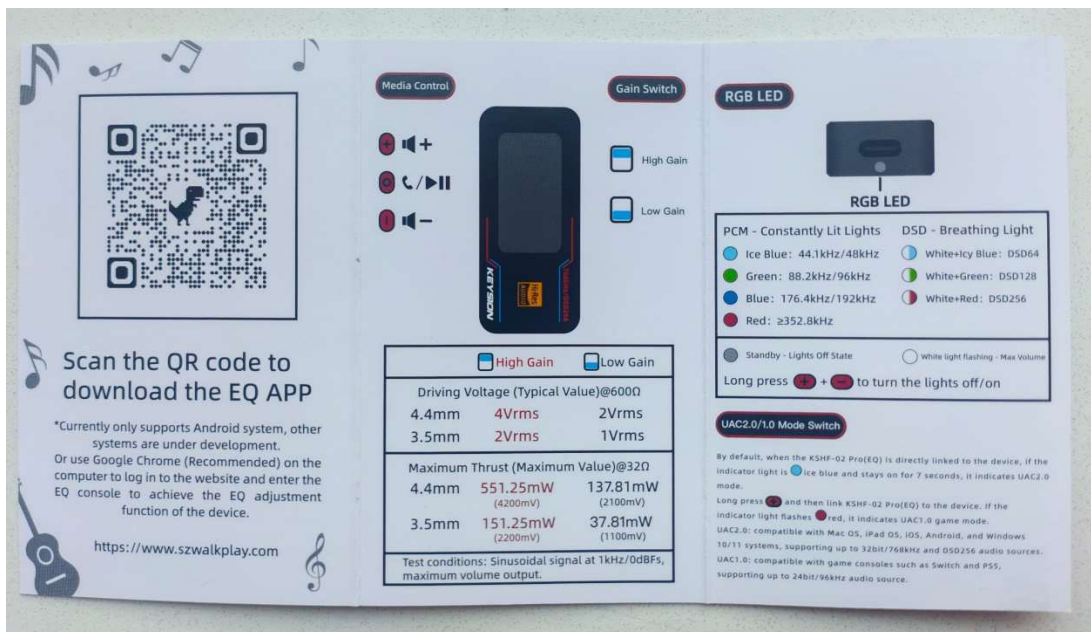 Scan the QR code to
download the EQ APP
*Currently only supports Android system, other
systems are under development.
Or use Google Chrome (Recommended) on the
computer to log in to the website and enter the
EQ console to achieve the EQ adjustment
function of the device.
https://www.szwalkplay.com
Media Control
Gain Switch
High Gain
Low Gain
KEYSION
Hi-Res
AUDIO
High Gain Low Gain
Driving Voltage (Typical Value)@600Ω
4.4mm 4Vrms 2Vrms
3.5mm 2Vrms 1Vrms
Maximum Thrust (Maximum Value)@32Ω
4.4mm 551.25mW 137.81mW
(4200mV) (2100mV)
3.5mm 151.25mW 37.81mW
(2200mV) (1100mV)
Test conditions: Sinusoidal signal at 1kHz/0dBFs,
maximum volume output.
RGB LED
RGB LED
PCM - Constantly Lit Lights DSD - Breathing Light
Ice Blue: 44.1kHz/48kHz White+Icy Blue: DSD64
Green: 88.2kHz/96kHz White+Green: DSD128
Blue: 176.4kHz/192kHz White+Red: DSD256
Red: ≥352.8kHz
Standby - Lights Off State White light flashing - Max Volume
Long press + + − to turn the lights off/on
UAC2.0/1.0 Mode Switch
By default, when the KSHF-02 Pro(EQ) is directly linked to the device, if the
indicator light is ice blue and stays on for 7 seconds, it indicates UAC2.0
mode.
Long press + and then link KSHF-02 Pro(EQ) to the device. If the
indicator light flashes red, it indicates UAC1.0 game mode.
UAC2.0: compatible with Mac OS, iPad OS, iOS, Android, and Windows
10/11 systems, supporting up to 32bit/768kHz and DSD256 audio sources.
UAC1.0: compatible with game consoles such as Switch and PS5,
supporting up to 24bit/96kHz audio source.